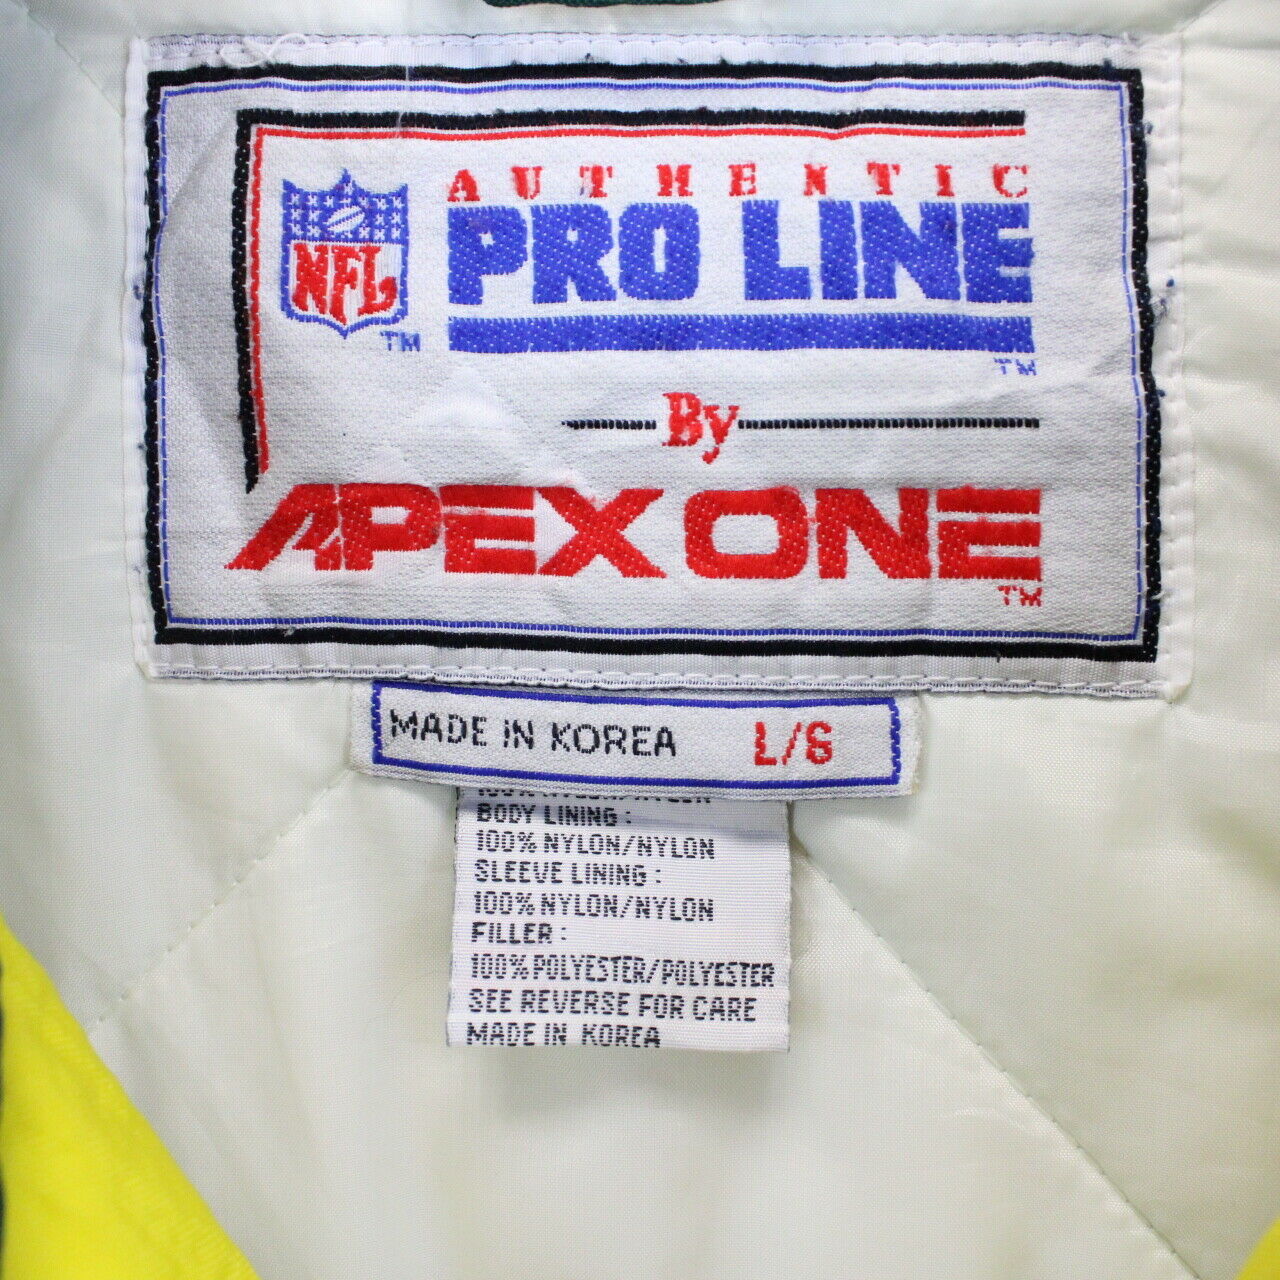 AUTHENTIC
NFL PRO LINE
TM
TM
By
APEX ONE
TM
MADE IN KOREA L/G
BODY LINING :
100% NYLON/NYLON
SLEEVE LINING :
100% NYLON/NYLON
FILLER :
100% POLYESTER/POLYESTER
SEE REVERSE FOR CARE
MADE IN KOREA